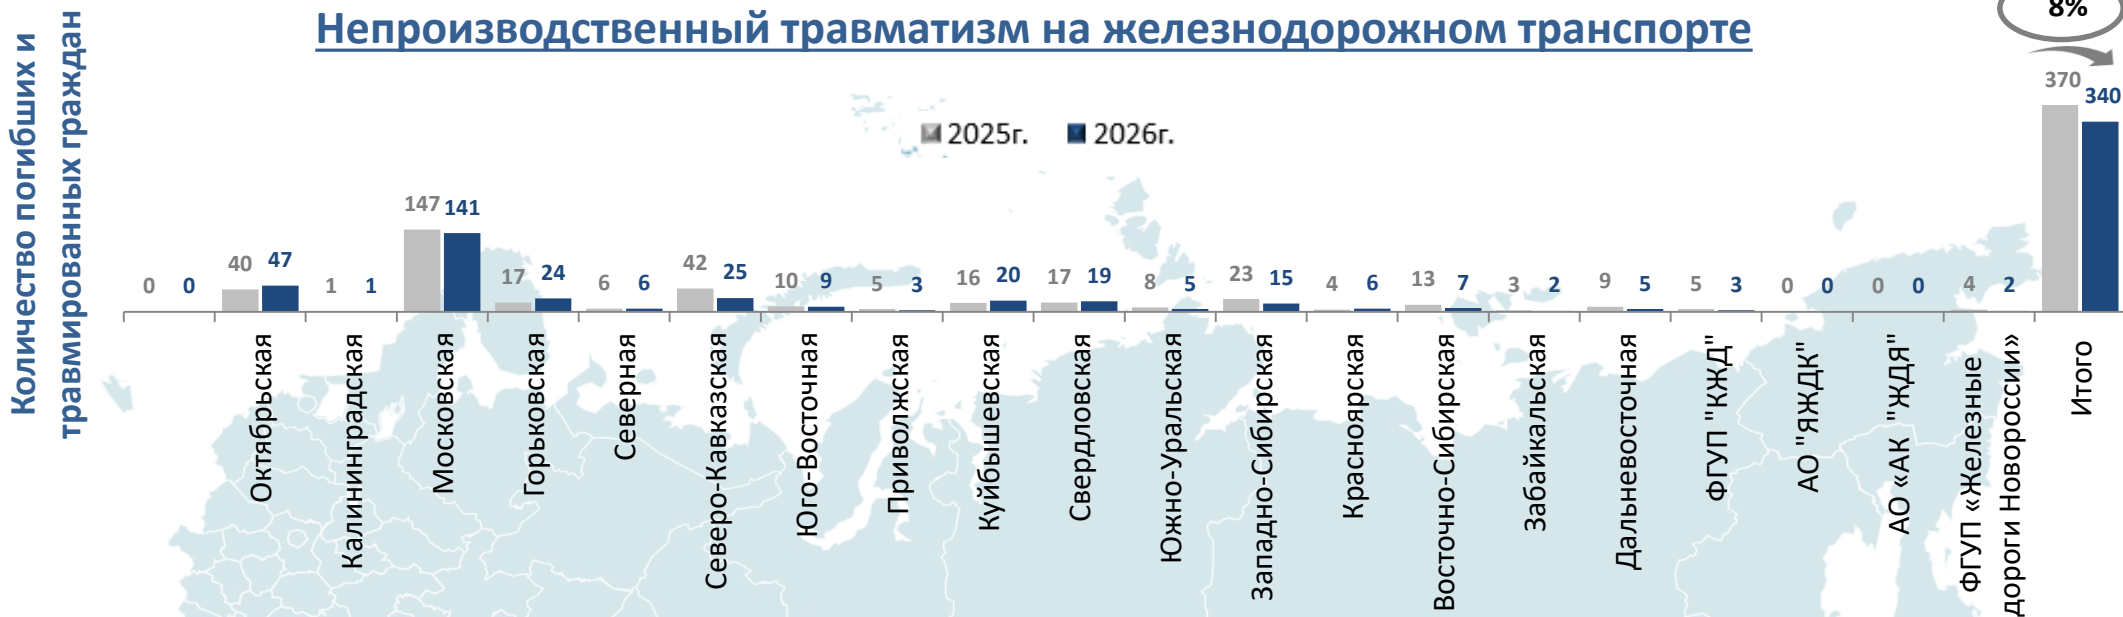 Непроизводственный травматизм на железнодорожном транспорте
8%
Количество погибших и
травмированных граждан
2025г.
2026г.
0 0
40 47
1 1
147 141
17 24
6 6
42 25
10 9
5 3
16 20
17 19
8 5
23 15
4 6
13 7
3 2
9 5
5 3
0 0
0 0
4 2
370 340
Октябрьская
Калининградская
Московская
Горьковская
Северная
Северо-Кавказская
Юго-Восточная
Приволжская
Куйбышевская
Свердловская
Южно-Уральская
Западно-Сибирская
Красноярская
Восточно-Сибирская
Забайкальская
Дальневосточная
ФГУП "КЖД"
АО "ЯЖДК"
АО «АК "ЖДЯ"
ФГУП «Железные
дороги Новороссии»
Итого